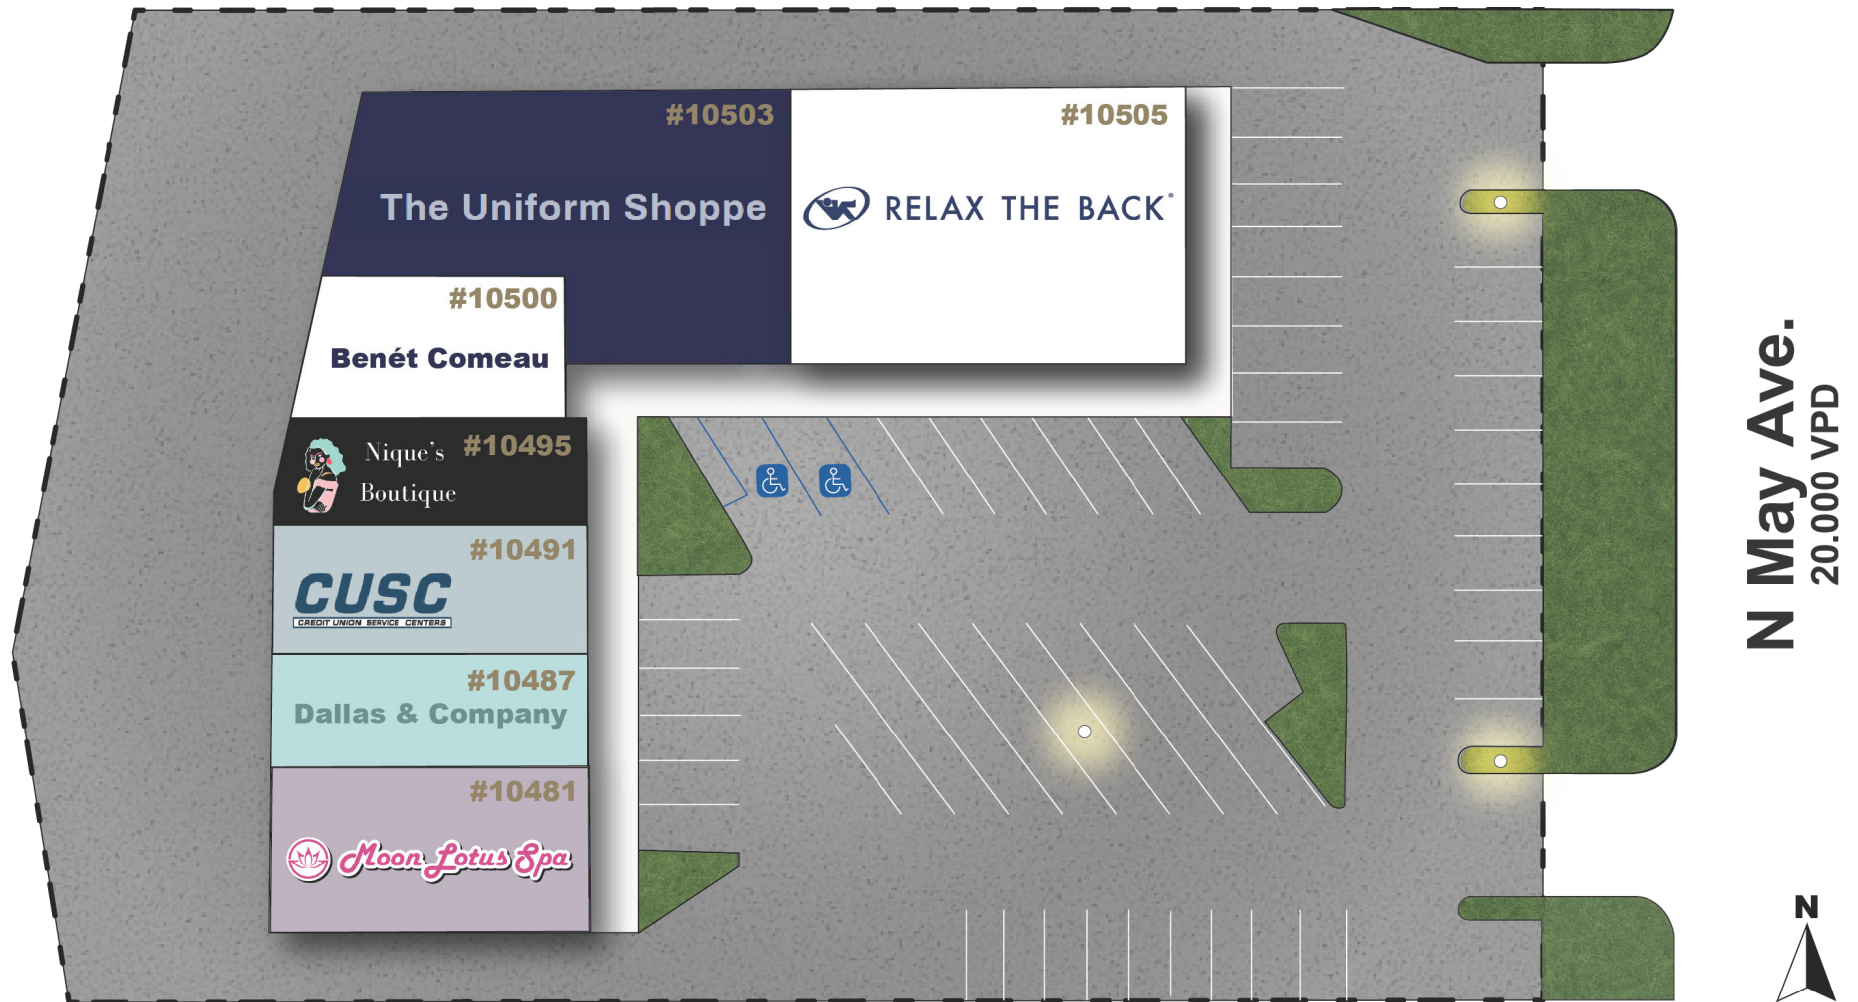 #10503
The Uniform Shoppe
#10505
RELAX THE BACK®
#10500
Benét Comeau
Nique's #10495
Boutique
#10491
CUSC
CREDIT UNION SERVICE CENTERS
#10487
Dallas & Company
#10481
Moon Lotus Spa
N May Ave.
20.000 VPD
N